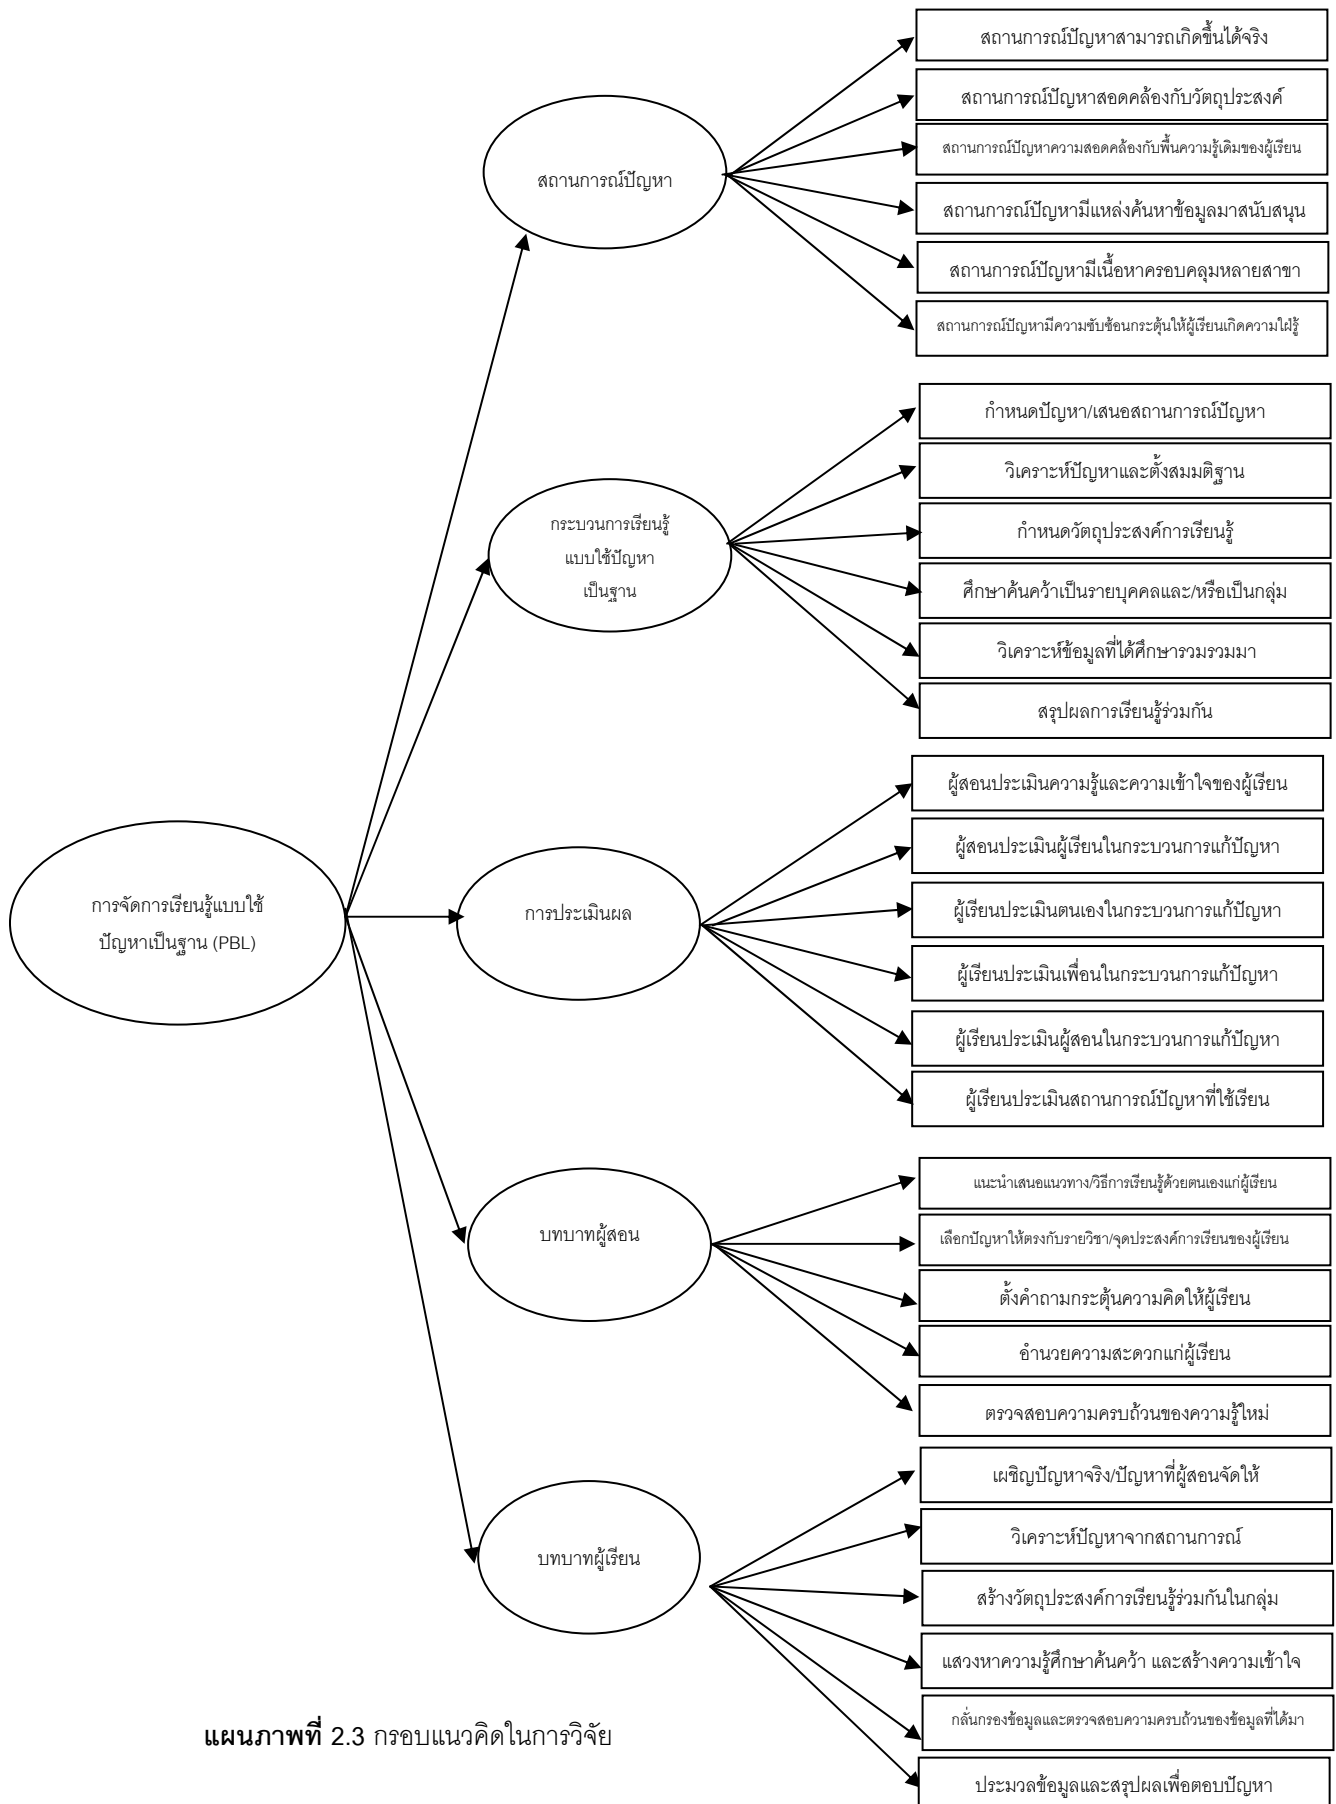 สถานการณ์ปัญหาสามารถเกิดขึ้นได้จริง
สถานการณ์ปัญหาสอดคล้องกับวัตถุประสงค์
สถานการณ์ปัญหาความสอดคล้องกับพื้นความรู้เดิมของผู้เรียน
สถานการณ์ปัญหา
สถานการณ์ปัญหามีแหล่งค้นหาข้อมูลมาสนับสนุน
สถานการณ์ปัญหามีเนื้อหาครอบคลุมหลายสาขา
สถานการณ์ปัญหามีความซับซ้อนกระตุ้นให้ผู้เรียนเกิดความใฝ่รู้
กำหนดปัญหา/เสนอสถานการณ์ปัญหา
วิเคราะห์ปัญหาและตั้งสมมติฐาน
กระบวนการเรียนรู้
แบบใช้ปัญหา
เป็นฐาน
กำหนดวัตถุประสงค์การเรียนรู้
ศึกษาค้นคว้าเป็นรายบุคคลและ/หรือเป็นกลุ่ม
วิเคราะห์ข้อมูลที่ได้ศึกษารวมรวมมา
สรุปผลการเรียนรู้ร่วมกัน
ผู้สอนประเมินความรู้และความเข้าใจของผู้เรียน
ผู้สอนประเมินผู้เรียนในกระบวนการแก้ปัญหา
การจัดการเรียนรู้แบบใช้
ปัญหาเป็นฐาน (PBL)
การประเมินผล
ผู้เรียนประเมินตนเองในกระบวนการแก้ปัญหา
ผู้เรียนประเมินเพื่อนในกระบวนการแก้ปัญหา
ผู้เรียนประเมินผู้สอนในกระบวนการแก้ปัญหา
ผู้เรียนประเมินสถานการณ์ปัญหาที่ใช้เรียน
แนะนำเสนอแนวทาง/วิธีการเรียนรู้ด้วยตนเองแก่ผู้เรียน
บทบาทผู้สอน
เลือกปัญหาให้ตรงกับรายวิชา/จุดประสงค์การเรียนของผู้เรียน
ตั้งคำถามกระตุ้นความคิดให้ผู้เรียน
อำนวยความสะดวกแก่ผู้เรียน
ตรวจสอบความครบถ้วนของความรู้ใหม่
เผชิญปัญหาจริง/ปัญหาที่ผู้สอนจัดให้
วิเคราะห์ปัญหาจากสถานการณ์
บทบาทผู้เรียน
สร้างวัตถุประสงค์การเรียนรู้ร่วมกันในกลุ่ม
แสวงหาความรู้ศึกษาค้นคว้า และสร้างความเข้าใจ
กลั่นกรองข้อมูลและตรวจสอบความครบถ้วนของข้อมูลที่ได้มา
ประมวลข้อมูลและสรุปผลเพื่อตอบปัญหา
แผนภาพที่ 2.3 กรอบแนวคิดในการวิจัย